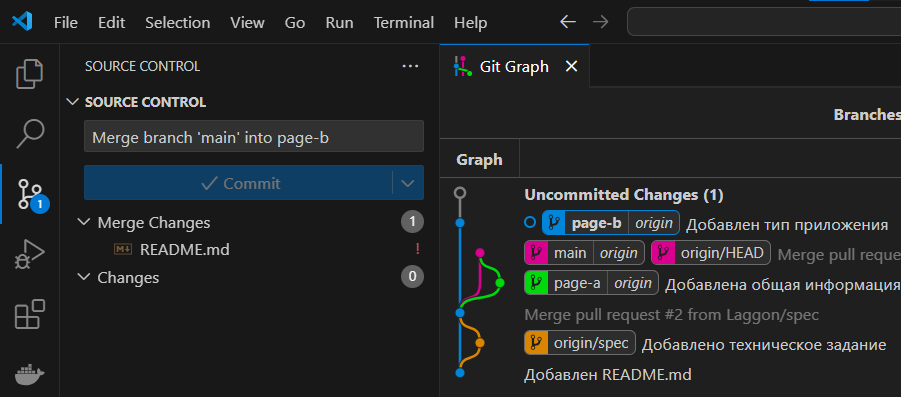 File Edit Selection View Go Run Terminal Help
SOURCE CONTROL ...
SOURCE CONTROL
Merge branch 'main' into page-b
Commit
Merge Changes 1
README.md !
Changes 0
1
Git Graph
Branches
Graph
Uncommitted Changes (1)
page-b origin Добавлен тип приложения
main origin origin/HEAD Merge pull reque
page-a origin Добавлена общая информация
Merge pull request #2 from Laggon/spec
origin/spec Добавлено техническое задание
Добавлен README.md